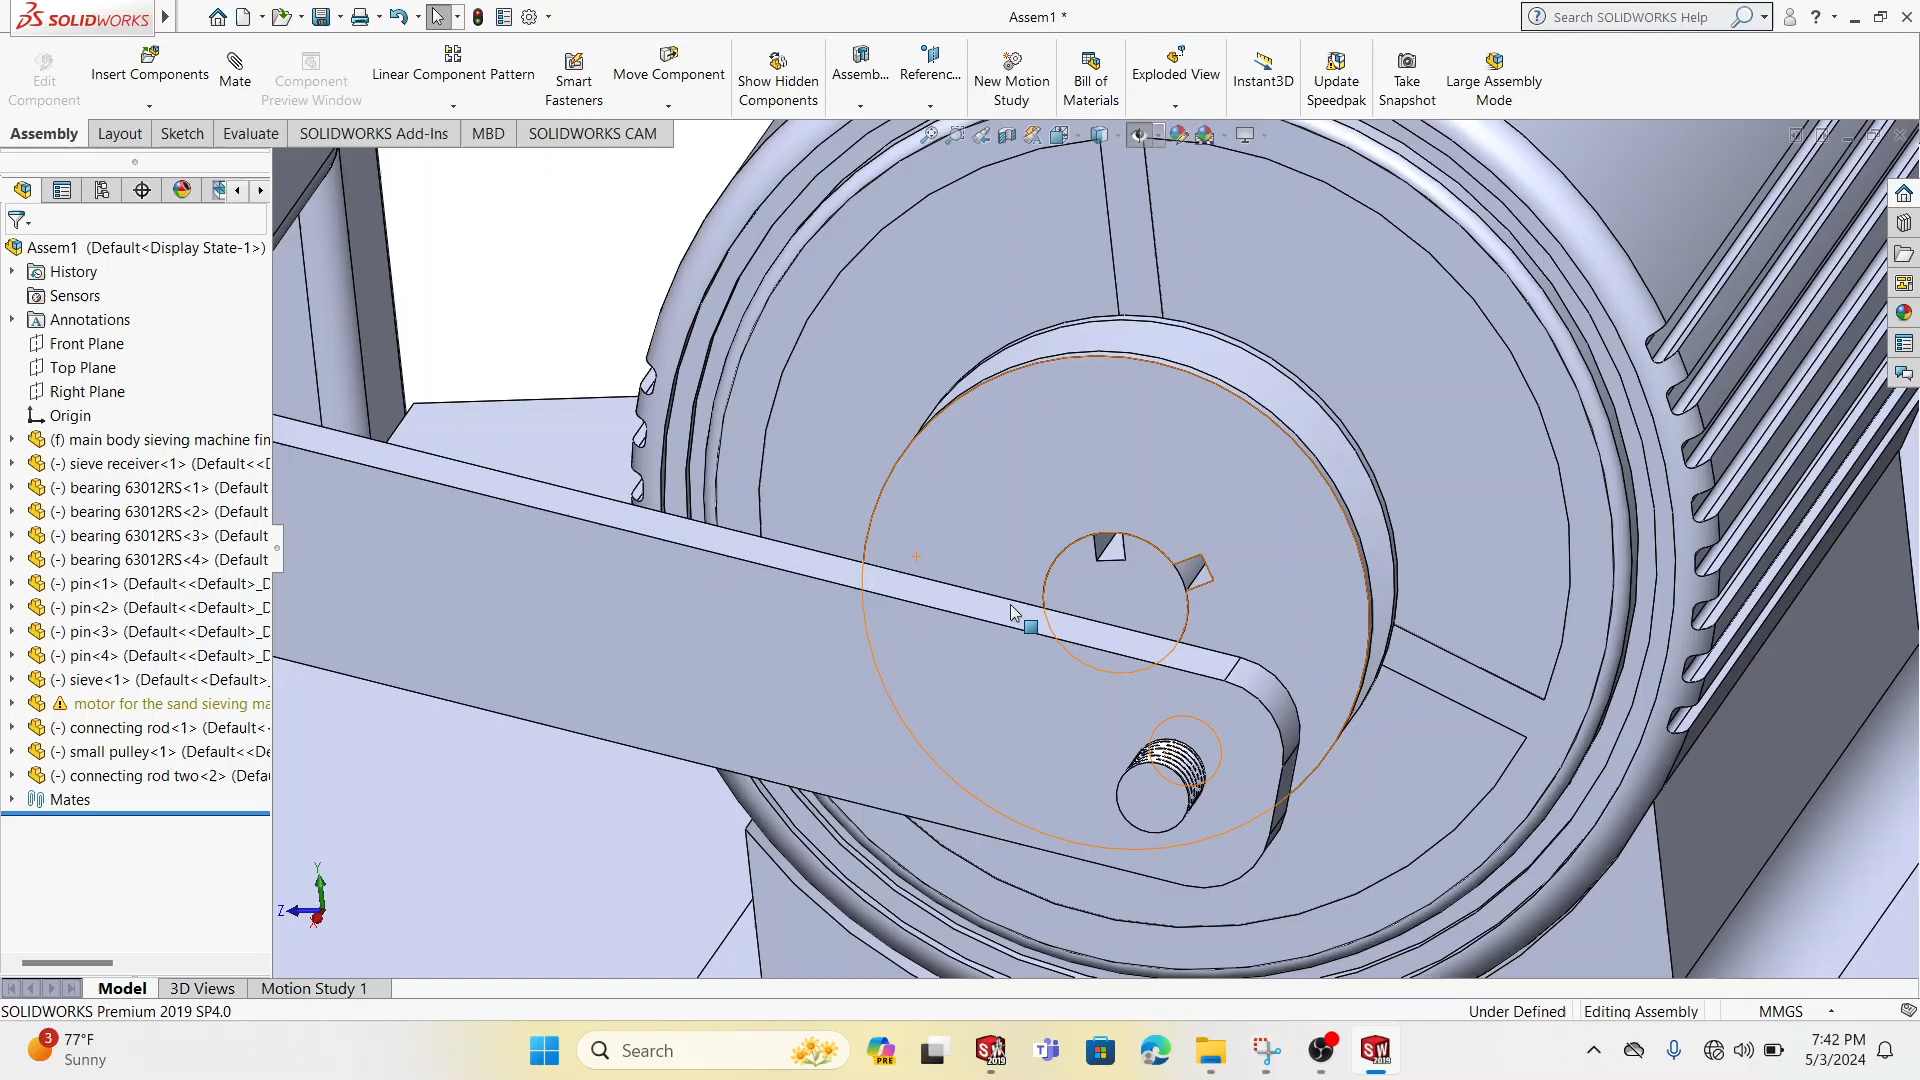 SOLIDWORKS
Assem1 *
Search SOLIDWORKS Help
Edit Component
Insert Components
Mate
Component Preview Window
Linear Component Pattern
Smart Fasteners
Move Component
Show Hidden Components
Assemb...
Referenc...
New Motion Study
Bill of Materials
Exploded View
Instant3D
Update Speedpak
Take Snapshot
Large Assembly Mode
Assembly
Layout
Sketch
Evaluate
SOLIDWORKS Add-Ins
MBD
SOLIDWORKS CAM
Assem1 (Default<Display State-1>)
History
Sensors
Annotations
Front Plane
Top Plane
Right Plane
Origin
(f) main body sieving machine fin
(-) sieve receiver<1> (Default<<D
(-) bearing 63012RS<1> (Default
(-) bearing 63012RS<2> (Default
(-) bearing 63012RS<3> (Default
(-) bearing 63012RS<4> (Default
(-) pin<1> (Default<<Default>_D
(-) pin<2> (Default<<Default>_D
(-) pin<3> (Default<<Default>_D
(-) pin<4> (Default<<Default>_D
(-) sieve<1> (Default<<Default>_
motor for the sand sieving ma
(-) connecting rod<1> (Default<
(-) small pulley<1> (Default<<De
(-) connecting rod two<2> (Defau
Mates
Y
Z
X
Model
3D Views
Motion Study 1
SOLIDWORKS Premium 2019 SP4.0
Under Defined
Editing Assembly
MMGS
3
77°F
Sunny
Search
PRE
SW 2019
SW 2019
7:42 PM
5/3/2024